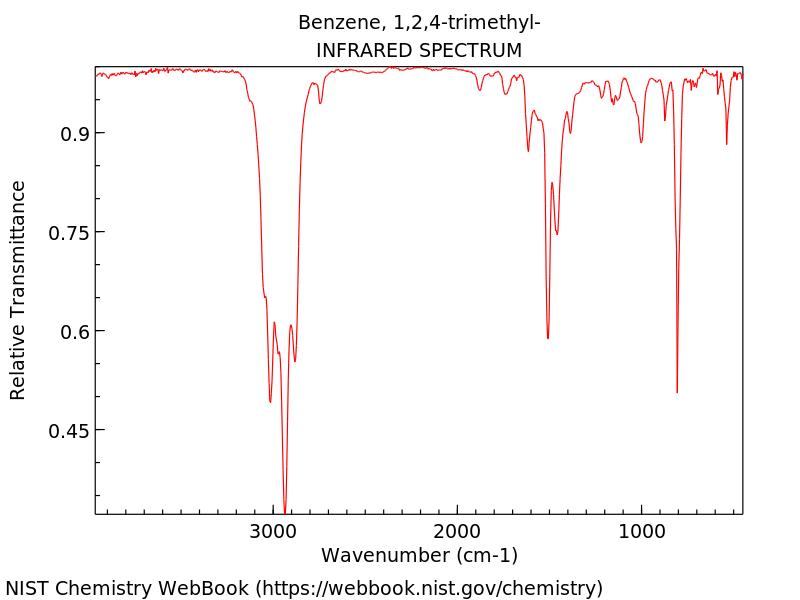 Benzene, 1,2,4-trimethyl-
INFRARED SPECTRUM
Relative Transmittance
0.9
0.75
0.6
0.45
3000 2000 1000
Wavenumber (cm-1)
NIST Chemistry WebBook (https://webbook.nist.gov/chemistry)